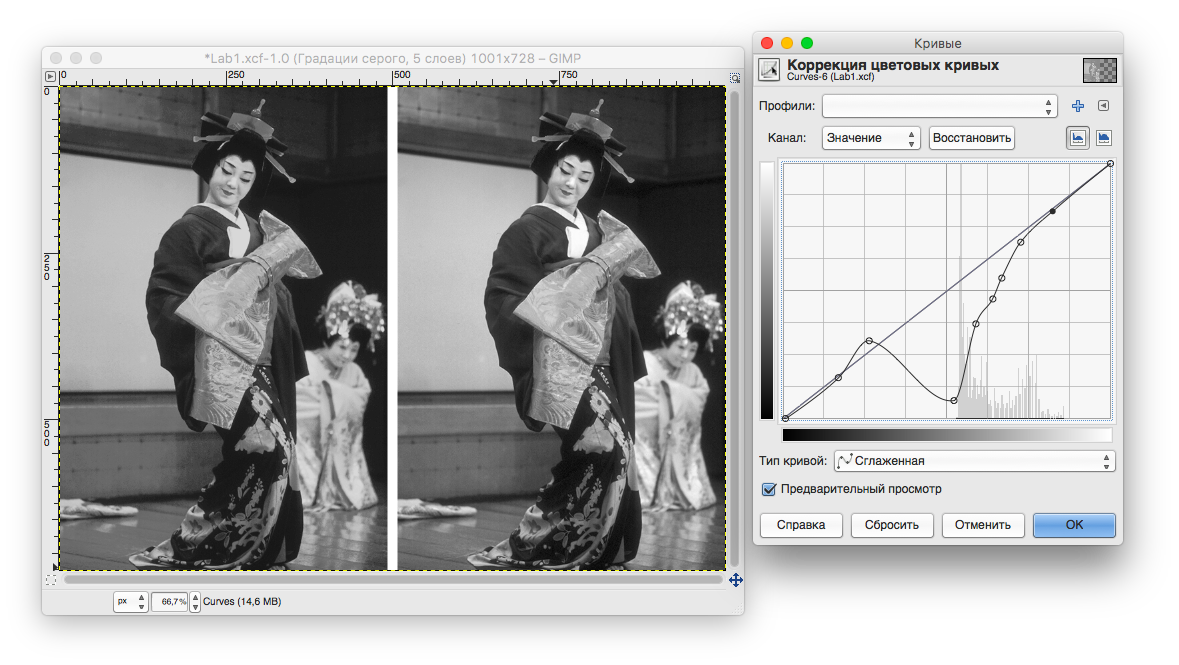 *Lab1.xcf-1.0 (Градации серого, 5 слоев) 1001x728 – GIMP
0 250 500 750
0
250
500
px 66,7% Curves (14,6 MB)
Кривые
Коррекция цветовых кривых
Curves-6 (Lab1.xcf)
Профили:
Канал: Значение Восстановить
Тип кривой: Сглаженная
Предварительный просмотр
Справка Сбросить Отменить OK